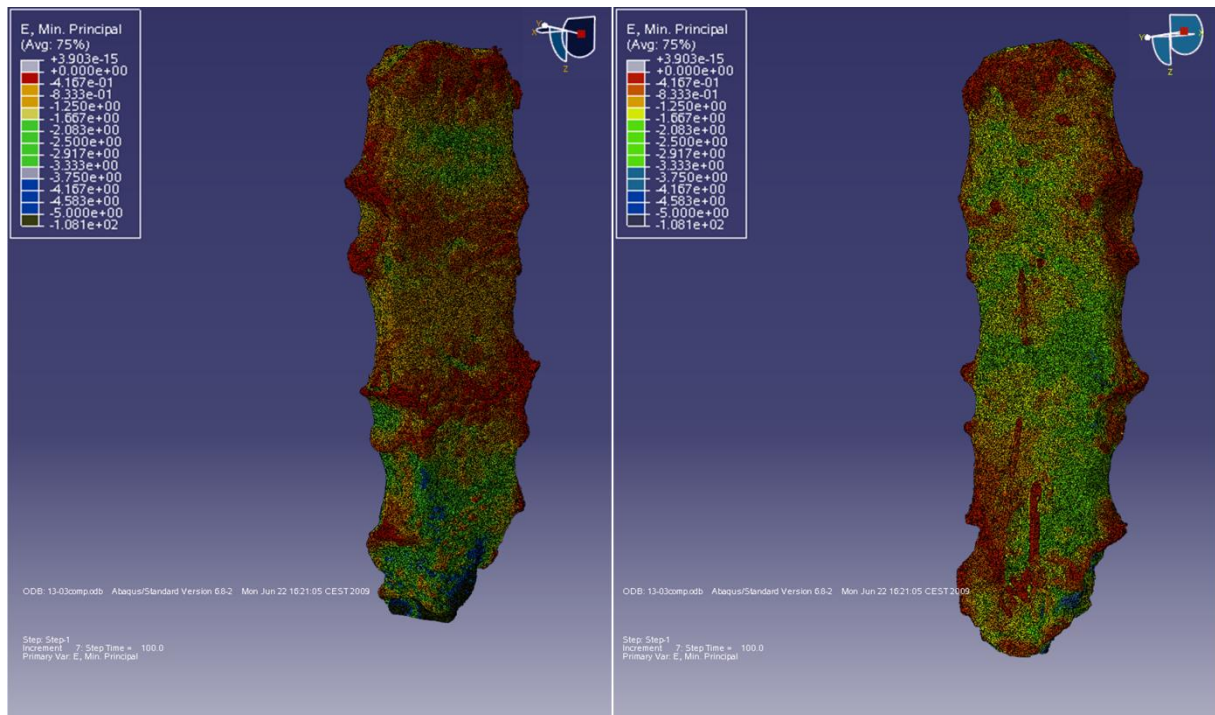 E, Min. Principal
(Avg: 75%)
+3.903e-15
+0.000e+00
-4.167e-01
-8.333e-01
-1.250e+00
-1.667e+00
-2.083e+00
-2.500e+00
-2.917e+00
-3.333e+00
-3.750e+00
-4.167e+00
-4.583e+00
-5.000e+00
-1.081e+02
Y
X
Z
ODB: 13-03comp.odb Abaqus/Standard Version 6.8-2 Mon Jun 22 16:21:05 CEST 2009
Step: Step-1
Increment 7: Step Time = 100.0
Primary Var: E, Min. Principal
E, Min. Principal
(Avg: 75%)
+3.903e-15
+0.000e+00
-4.167e-01
-8.333e-01
-1.250e+00
-1.667e+00
-2.083e+00
-2.500e+00
-2.917e+00
-3.333e+00
-3.750e+00
-4.167e+00
-4.583e+00
-5.000e+00
-1.081e+02
Y
X
Z
ODB: 13-03comp.odb Abaqus/Standard Version 6.8-2 Mon Jun 22 16:21:05 CEST 2009
Step: Step-1
Increment 7: Step Time = 100.0
Primary Var: E, Min. Principal